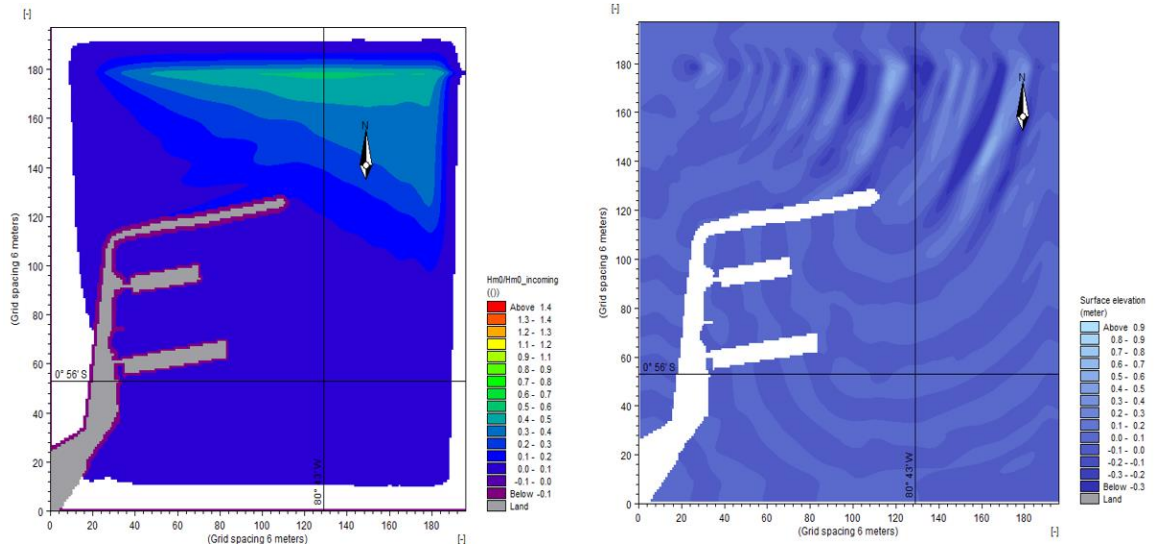 [-]
180
160
140
120
100
80
60
40
20
0
(Grid spacing 6 meters)
N
0° 56' S
80° 43' W
0 20 40 60 80 100 120 140 160 180
(Grid spacing 6 meters) [-]
Hm0/Hm0_incoming
(())
Above 1.4
1.3 - 1.4
1.2 - 1.3
1.1 - 1.2
1.0 - 1.1
0.9 - 1.0
0.8 - 0.9
0.7 - 0.8
0.6 - 0.7
0.5 - 0.6
0.4 - 0.5
0.3 - 0.4
0.2 - 0.3
0.1 - 0.2
0.0 - 0.1
-0.1 - 0.0
Below -0.1
Land
[-]
180
160
140
120
100
80
60
40
20
0
(Grid spacing 6 meters)
N
0° 56' S
80° 43' W
0 20 40 60 80 100 120 140 160 180
(Grid spacing 6 meters) [-]
Surface elevation
(meter)
Above 0.9
0.8 - 0.9
0.7 - 0.8
0.6 - 0.7
0.5 - 0.6
0.4 - 0.5
0.3 - 0.4
0.2 - 0.3
0.1 - 0.2
0.0 - 0.1
-0.1 - 0.0
-0.2 - -0.1
-0.3 - -0.2
Below -0.3
Land